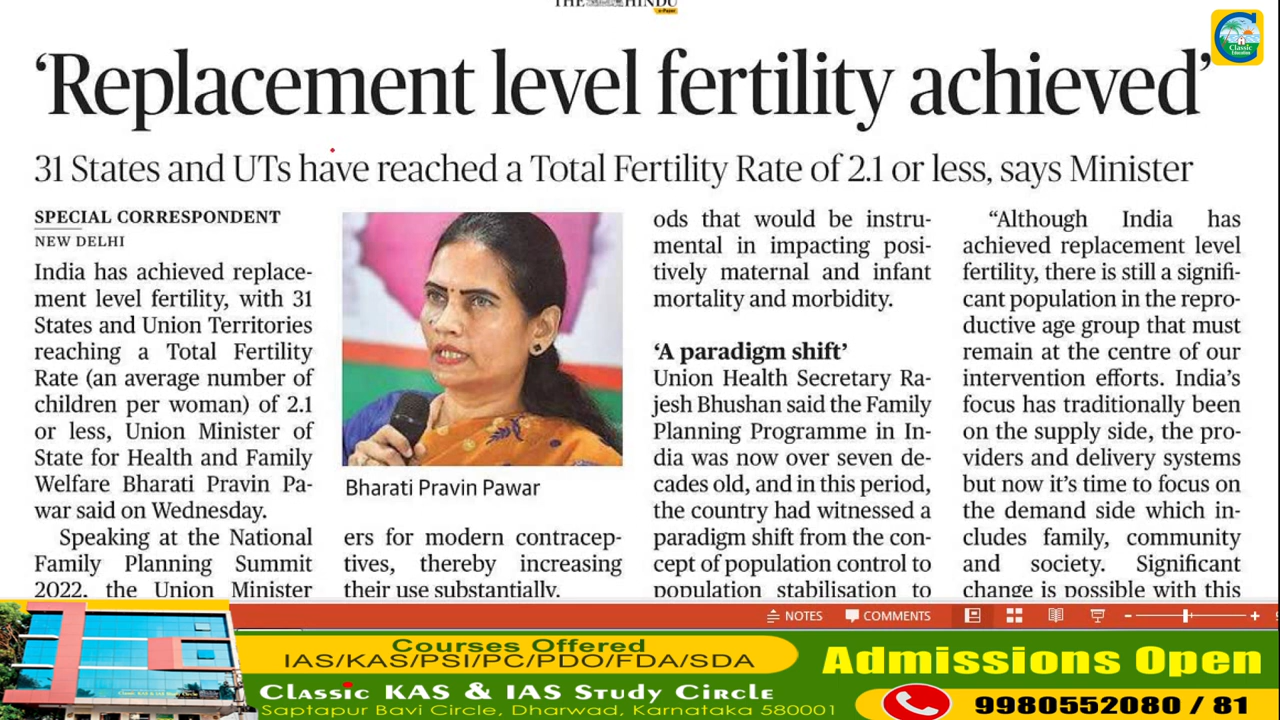 THE HINDU
e-Paper
Classic
Education
‘Replacement level fertility achieved’
31 States and UTs have reached a Total Fertility Rate of 2.1 or less, says Minister
SPECIAL CORRESPONDENT
NEW DELHI
India has achieved replace-
ment level fertility, with 31
States and Union Territories
reaching a Total Fertility
Rate (an average number of
children per woman) of 2.1
or less, Union Minister of
State for Health and Family
Welfare Bharati Pravin Pa-
war said on Wednesday.
Speaking at the National
Family Planning Summit
2022, the Union Minister
Bharati Pravin Pawar
ers for modern contracep-
tives, thereby increasing
their use substantially.
ods that would be instru-
mental in impacting posi-
tively maternal and infant
mortality and morbidity.
‘A paradigm shift’
Union Health Secretary Ra-
jesh Bhushan said the Family
Planning Programme in In-
dia was now over seven de-
cades old, and in this period,
the country had witnessed a
paradigm shift from the con-
cept of population control to
population stabilisation to
“Although India has
achieved replacement level
fertility, there is still a signifi-
cant population in the repro-
ductive age group that must
remain at the centre of our
intervention efforts. India’s
focus has traditionally been
on the supply side, the pro-
viders and delivery systems
but now it’s time to focus on
the demand side which in-
cludes family, community
and society. Significant
change is possible with this
NOTES COMMENTS
Courses Offered
IAS/KAS/PSI/PC/PDO/FDA/SDA
Classic KAS & IAS Study Circle
Saptapur Bavi Circle, Dharwad, Karnataka 580001
Admissions Open
9980552080 / 81